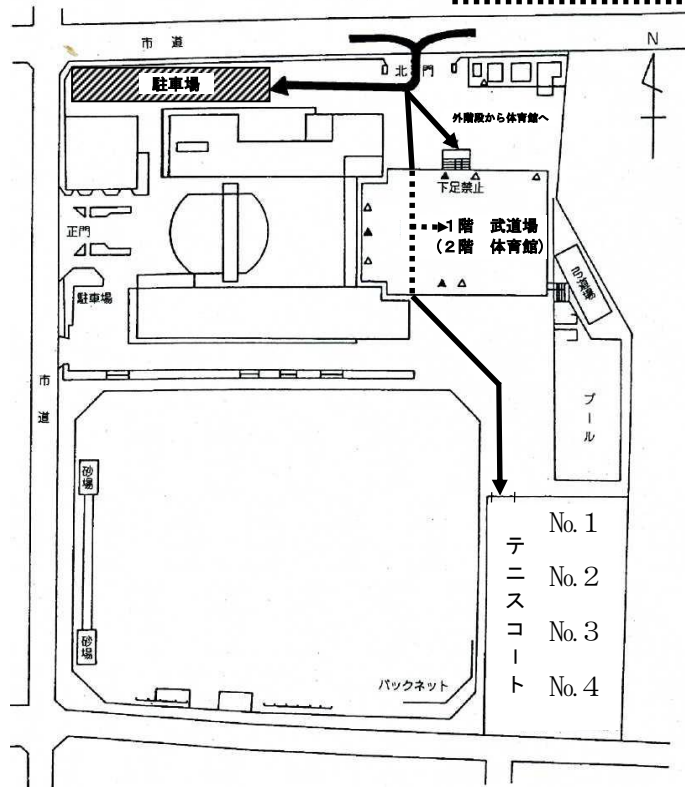 市道
N
北門
駐車場
外階段から体育館へ
下足禁止
1階 武道場
(2階 体育館)
正門
弓道場
駐車場
市道
プール
砂場
No.1
テニスコート
No.2
No.3
砂場
No.4
バックネット